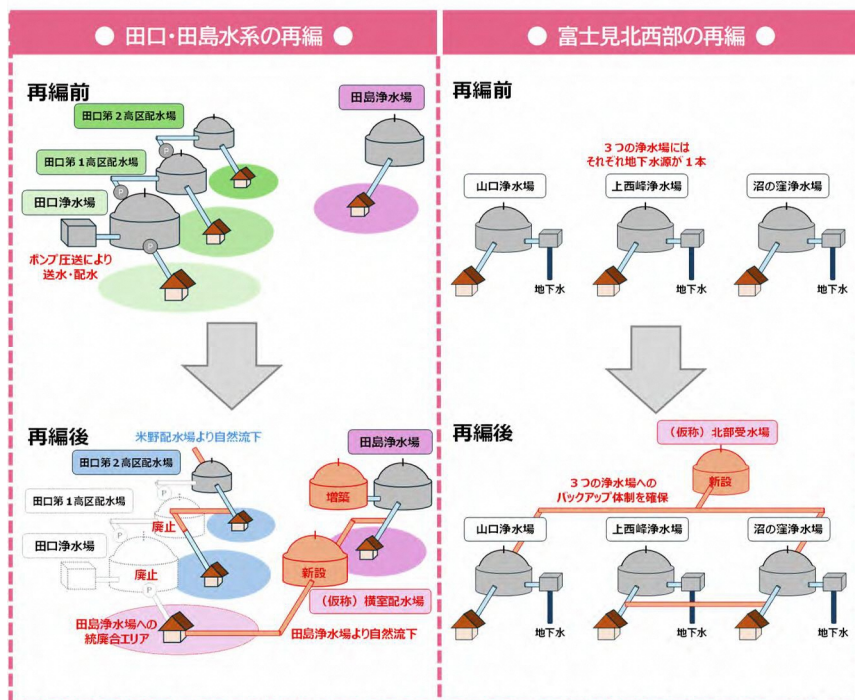 ● 田口・田島水系の再編 ●
再編前
田口第2高区配水場
田口第1高区配水場
田口浄水場
P
P
P
ポンプ圧送により
送水・配水
田島浄水場
再編後
米野配水場より自然流下
田口第2高区配水場
田口第1高区配水場
田口浄水場
P
P
P
廃止
廃止
田島浄水場
増築
新設
(仮称)横室配水場
田島浄水場への
統廃合エリア
田島浄水場より自然流下
● 富士見北西部の再編 ●
再編前
3つの浄水場には
それぞれ地下水源が1本
山口浄水場
上西峰浄水場
沼の窪浄水場
地下水
地下水
地下水
再編後
(仮称)北部受水場
新設
3つの浄水場への
バックアップ体制を確保
山口浄水場
上西峰浄水場
沼の窪浄水場
地下水
地下水
地下水